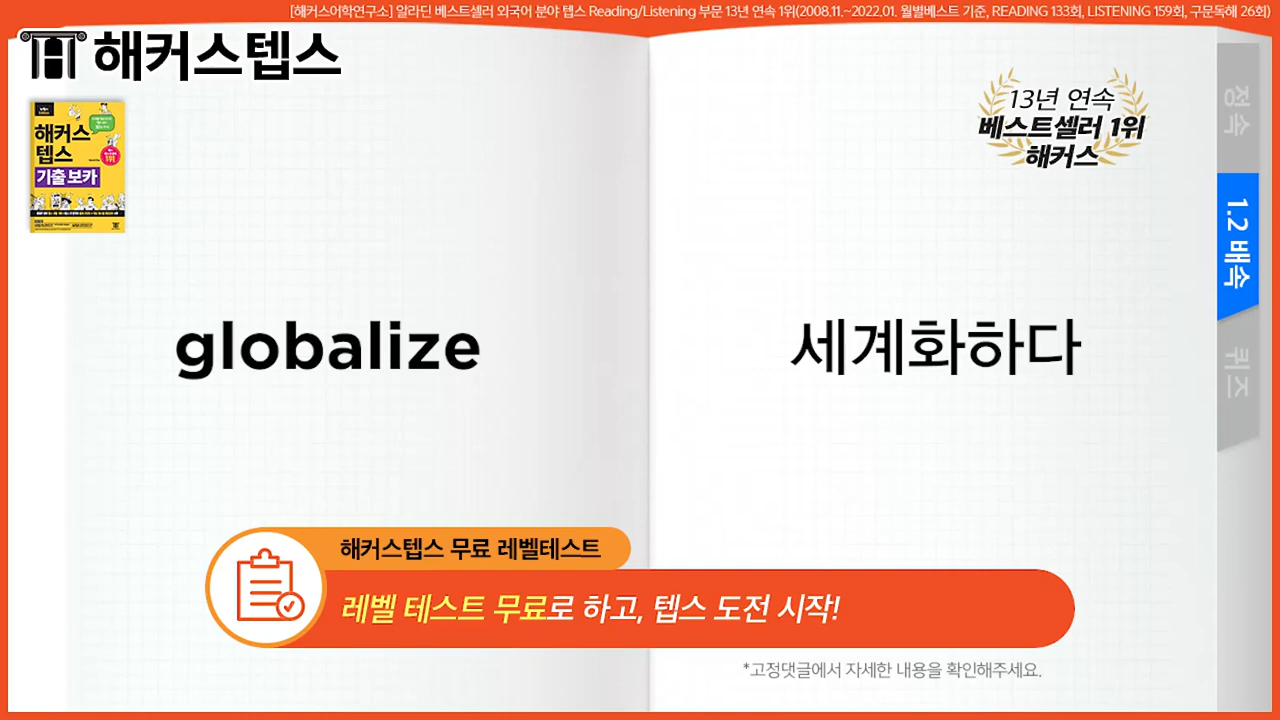 [해커스어학연구소] 알라딘 베스트셀러 외국어 분야 텝스 Reading/Listening 부문 13년 연속 1위(2008.11.~2022.01. 월별베스트 기준, READING 133회, LISTENING 159회, 구문독해 26회)
해커스텝스
해커스
텝스
기출 보카
13년 연속
베스트셀러 1위
해커스
정속
1.2 배속
퀴즈
globalize
세계화하다
해커스텝스 무료 레벨테스트
레벨 테스트 무료로 하고, 텝스 도전 시작!
*고정댓글에서 자세한 내용을 확인해주세요.